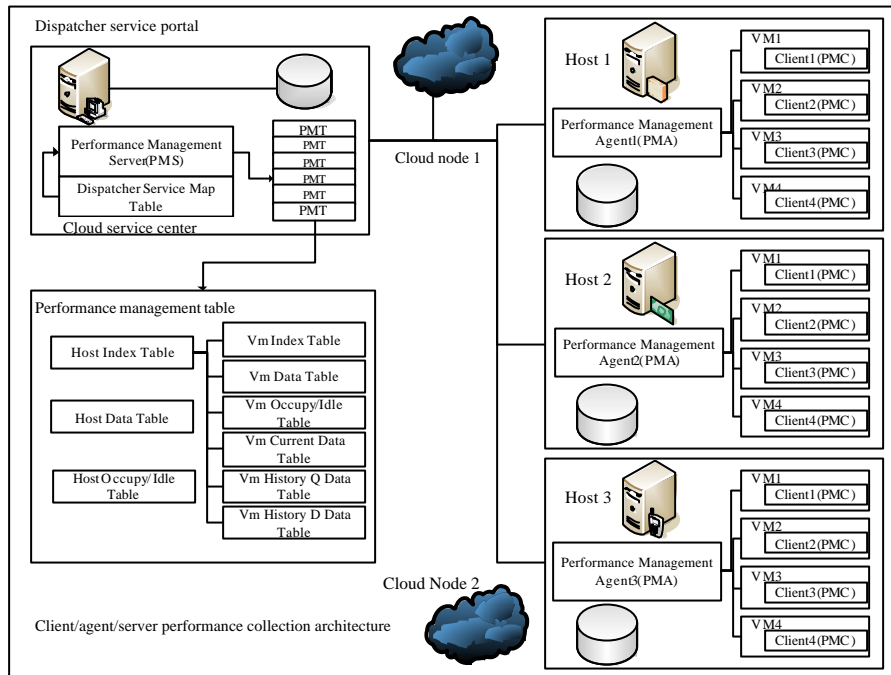 Dispatcher service portal
Performance Management
Server(PMS)
Dispatcher Service Map
Table
Cloud service center
PMT
PMT
PMT
PMT
PMT
PMT
Cloud node 1
Performance management table
Host Index Table
Host Data Table
Host Occupy/Idle
Table
Vm Index Table
Vm Data Table
Vm Occupy/Idle
Table
Vm Current Data
Table
Vm History Q Data
Table
Vm History D Data
Table
Host 1
Performance Management
Agent1(PMA)
VM1
Client1(PMC)
VM2
Client2(PMC)
VM3
Client3(PMC)
VM4
Client4(PMC)
Host 2
Performance Management
Agent2(PMA)
VM1
Client1(PMC)
VM2
Client2(PMC)
VM3
Client3(PMC)
VM4
Client4(PMC)
Host 3
Performance Management
Agent3(PMA)
VM1
Client1(PMC)
VM2
Client2(PMC)
VM3
Client3(PMC)
VM4
Client4(PMC)
Cloud Node 2
Client/agent/server performance collection architecture